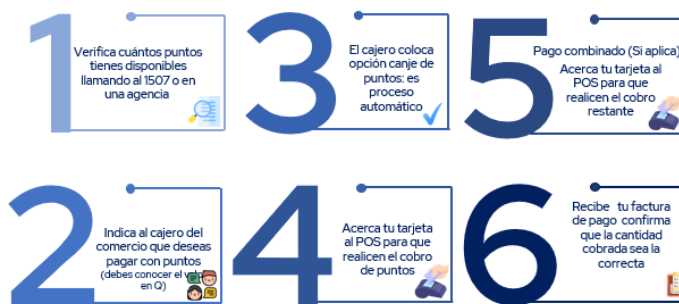 1
Verifica cuántos puntos
tienes disponibles
llamando al 1507 o en
una agencia
2
Indica al cajero del
comercio que deseas
pagar con puntos
(debes conocer el
en Q)
3
El cajero coloca
opción canje de
puntos: es
proceso
automático
4
Acerca tu tarjeta
al POS para que
realicen el cobro
de puntos
5
Pago combinado (Si aplica)
Acerca tu tarjeta al
POS para que
realicen el cobro
restante
6
Recibe tu factura
de pago confirma
que la cantidad
cobrada sea la
correcta